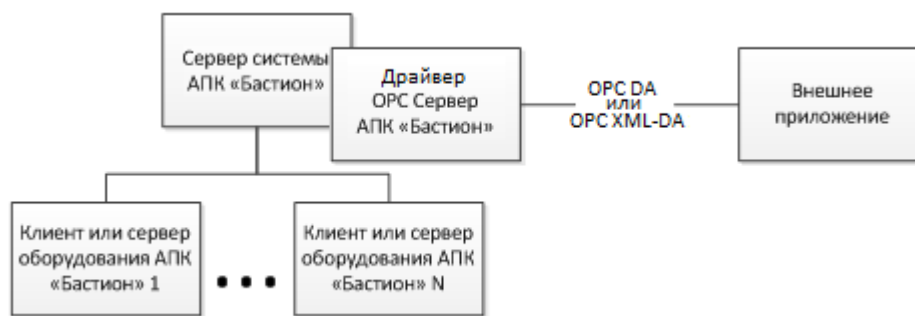 Сервер системы
АПК «Бастион»
Драйвер
ОРС Сервер
АПК «Бастион»
OPC DA
или
OPC XML-DA
Внешнее
приложение
Клиент или сервер
оборудования АПК
«Бастион» 1
Клиент или сервер
оборудования АПК
«Бастион» N